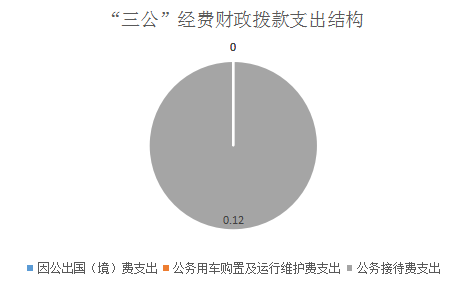 “三公”经费财政拨款支出结构
0
0.12
因公出国（境）费支出 公务用车购置及运行维护费支出 公务接待费支出